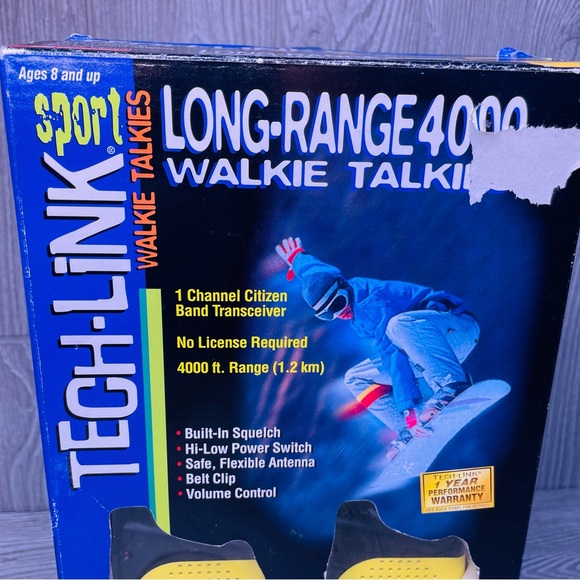 Ages 8 and up
sport
TECH-LiNK®
WALKIE TALKIES
LONG-RANGE 4000
WALKIE TALKI
1 Channel Citizen
Band Transceiver
No License Required
4000 ft. Range (1.2 km)
• Built-In Squelch
• Hi-Low Power Switch
• Safe, Flexible Antenna
• Belt Clip
• Volume Control
TECH-LINK®
1 YEAR
PERFORMANCE
WARRANTY